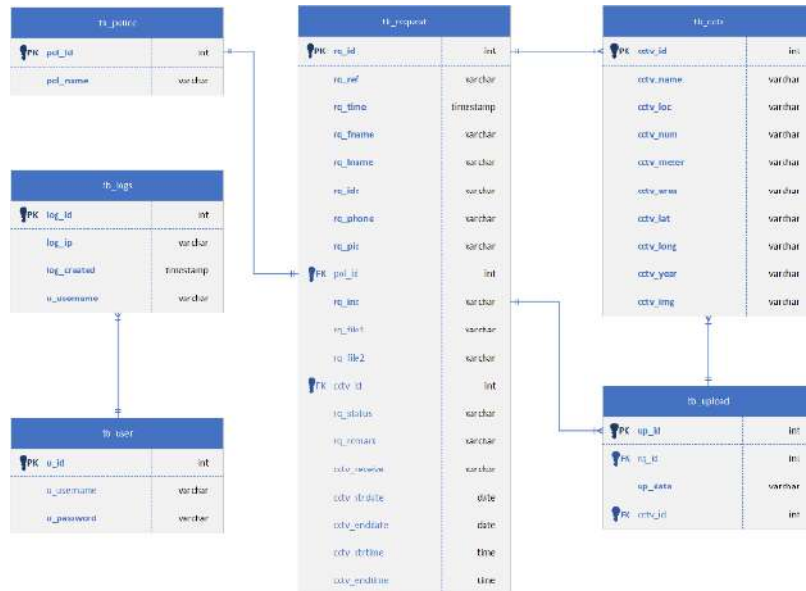 tb_police
PK pol_id int
pol_name varchar
tb_logs
PK log_id int
log_ip varchar
log_created timestamp
u_username varchar
tb_user
PK u_id int
u_username varchar
u_password varchar
tb_request
PK rq_id int
rq_ref varchar
rq_time timestamp
rq_fname varchar
rq_lname varchar
rq_idc varchar
rq_phone varchar
rq_pic varchar
FK pol_id int
varchar
rq_file1 varchar
rq_file2 varchar
FK cctv_id int
rq_status varchar
rq_remark varchar
cctv_receive varchar
cctv_strdate date
cctv_enddate date
cctv_strtime time
cctv_endtime time
tb_cctv
PK cctv_id int
cctv_name varchar
cctv_loc varchar
cctv_num varchar
cctv_meter varchar
cctv_area varchar
cctv_lat varchar
cctv_long varchar
cctv_year varchar
cctv_img varchar
tb_upload
PK up_id int
FK rq_id int
up_data varchar
FK cctv_id int